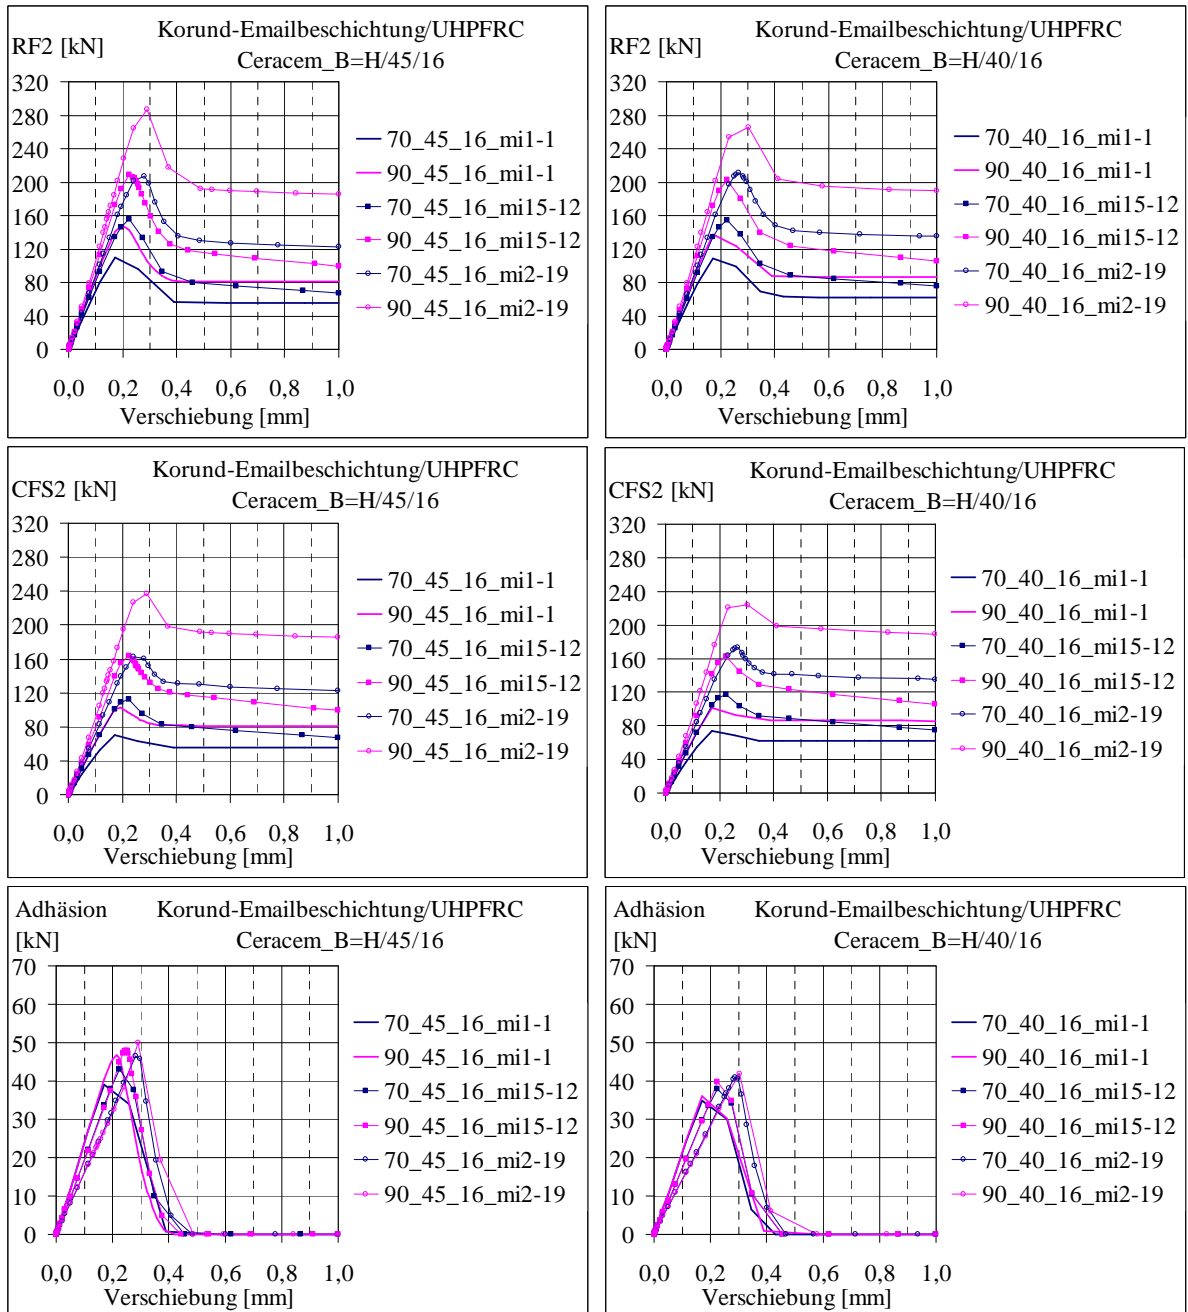 RF2 [kN]
Korund-Emailbeschichtung/UHPFRC
Ceracem_B=H/45/16
320
280
240
200
160
120
80
40
0
0,0 0,2 0,4 0,6 0,8 1,0
Verschiebung [mm]
70_45_16_mi1-1
90_45_16_mi1-1
70_45_16_mi15-12
90_45_16_mi15-12
70_45_16_mi2-19
90_45_16_mi2-19
RF2 [kN]
Korund-Emailbeschichtung/UHPFRC
Ceracem_B=H/40/16
320
280
240
200
160
120
80
40
0
0,0 0,2 0,4 0,6 0,8 1,0
Verschiebung [mm]
70_40_16_mi1-1
90_40_16_mi1-1
70_40_16_mi15-12
90_40_16_mi15-12
70_40_16_mi2-19
90_40_16_mi2-19
CFS2 [kN]
Korund-Emailbeschichtung/UHPFRC
Ceracem_B=H/45/16
320
280
240
200
160
120
80
40
0
0,0 0,2 0,4 0,6 0,8 1,0
Verschiebung [mm]
70_45_16_mi1-1
90_45_16_mi1-1
70_45_16_mi15-12
90_45_16_mi15-12
70_45_16_mi2-19
90_45_16_mi2-19
CFS2 [kN]
Korund-Emailbeschichtung/UHPFRC
Ceracem_B=H/40/16
320
280
240
200
160
120
80
40
0
0,0 0,2 0,4 0,6 0,8 1,0
Verschiebung [mm]
70_40_16_mi1-1
90_40_16_mi1-1
70_40_16_mi15-12
90_40_16_mi15-12
70_40_16_mi2-19
90_40_16_mi2-19
Adhäsion
[kN]
Korund-Emailbeschichtung/UHPFRC
Ceracem_B=H/45/16
70
60
50
40
30
20
10
0
0,0 0,2 0,4 0,6 0,8 1,0
Verschiebung [mm]
70_45_16_mi1-1
90_45_16_mi1-1
70_45_16_mi15-12
90_45_16_mi15-12
70_45_16_mi2-19
90_45_16_mi2-19
Adhäsion
[kN]
Korund-Emailbeschichtung/UHPFRC
Ceracem_B=H/40/16
70
60
50
40
30
20
10
0
0,0 0,2 0,4 0,6 0,8 1,0
Verschiebung [mm]
70_40_16_mi1-1
90_40_16_mi1-1
70_40_16_mi15-12
90_40_16_mi15-12
70_40_16_mi2-19
90_40_16_mi2-19